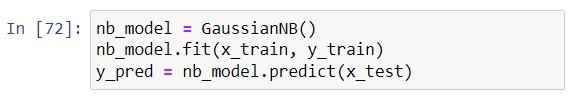 In [72]: nb_model = GaussianNB()
nb_model.fit(x_train, y_train)
y_pred = nb_model.predict(x_test)